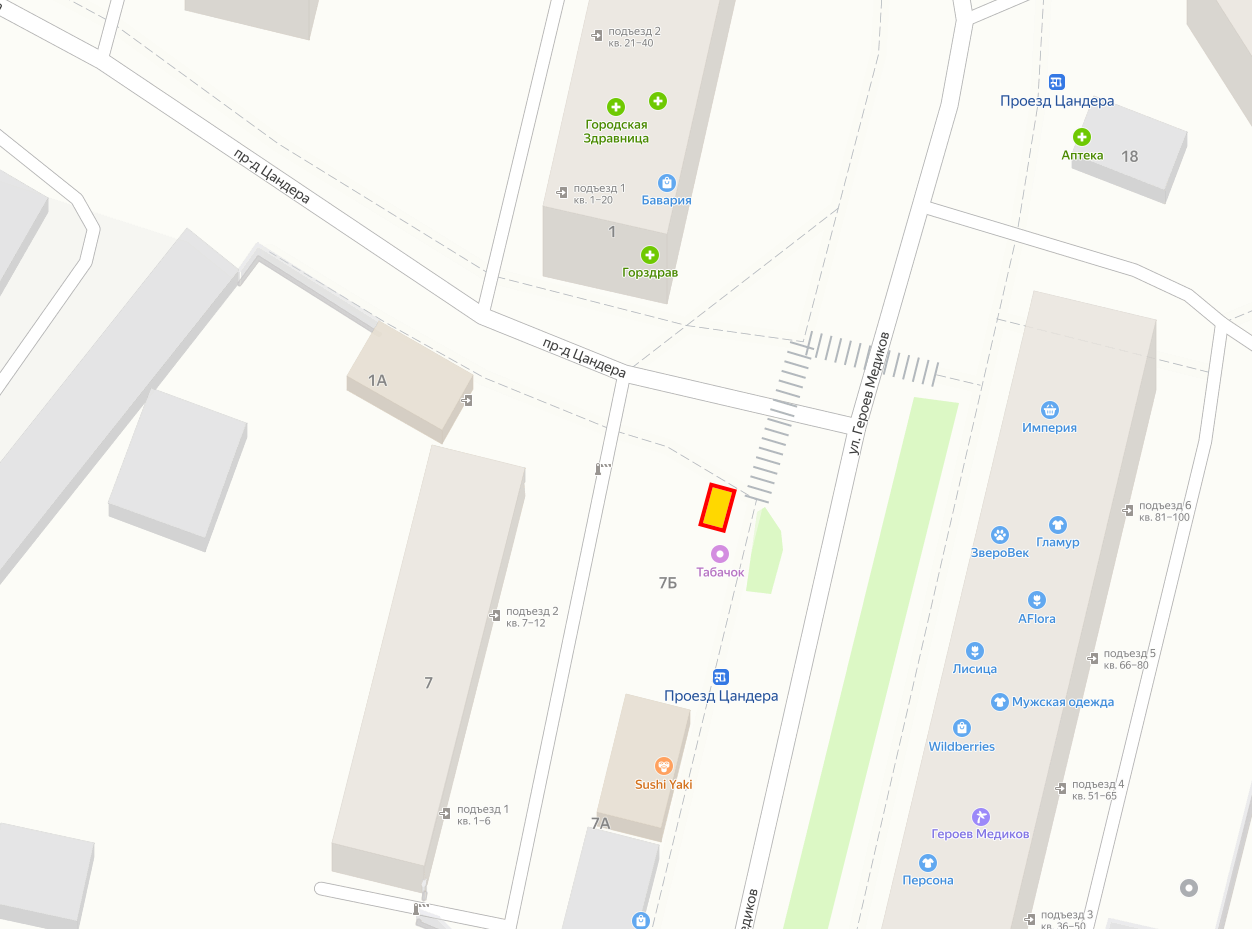 подъезд 2
кв. 21–40
Городская
Здравница
Проезд Цандера
Аптека
18
пр-д Цандера
подъезд 1
кв. 1–20
Бавария
1
Горздрав
пр-д Цандера
ул. Героев Медиков
1А
Империя
подъезд 6
кв. 81–100
ЗвероВек
Гламур
Табачок
7Б
подъезд 2
кв. 7–12
AFlora
Лисица
подъезд 5
кв. 66–80
7
Проезд Цандера
Мужская одежда
Wildberries
Sushi Yaki
подъезд 4
кв. 51–65
подъезд 1
кв. 1–6
7А
Героев Медиков
Персона
едиков
подъезд 3
кв. 36–50